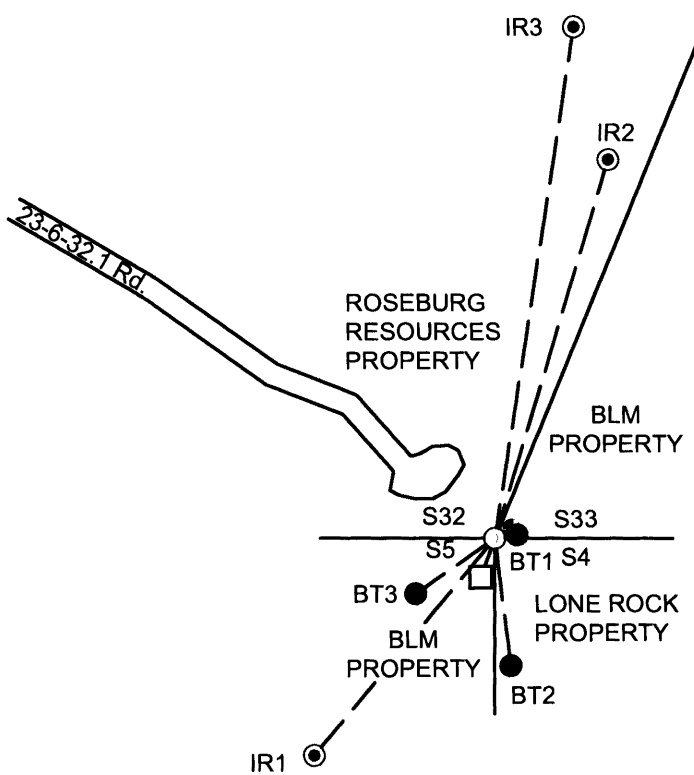 IR3
IR2
23-6-32.1 Rd.
ROSEBURG
RESOURCES
PROPERTY
BLM
PROPERTY
S32
S33
S5
BT1
S4
BT3
LONE ROCK
PROPERTY
BLM
PROPERTY
BT2
IR1